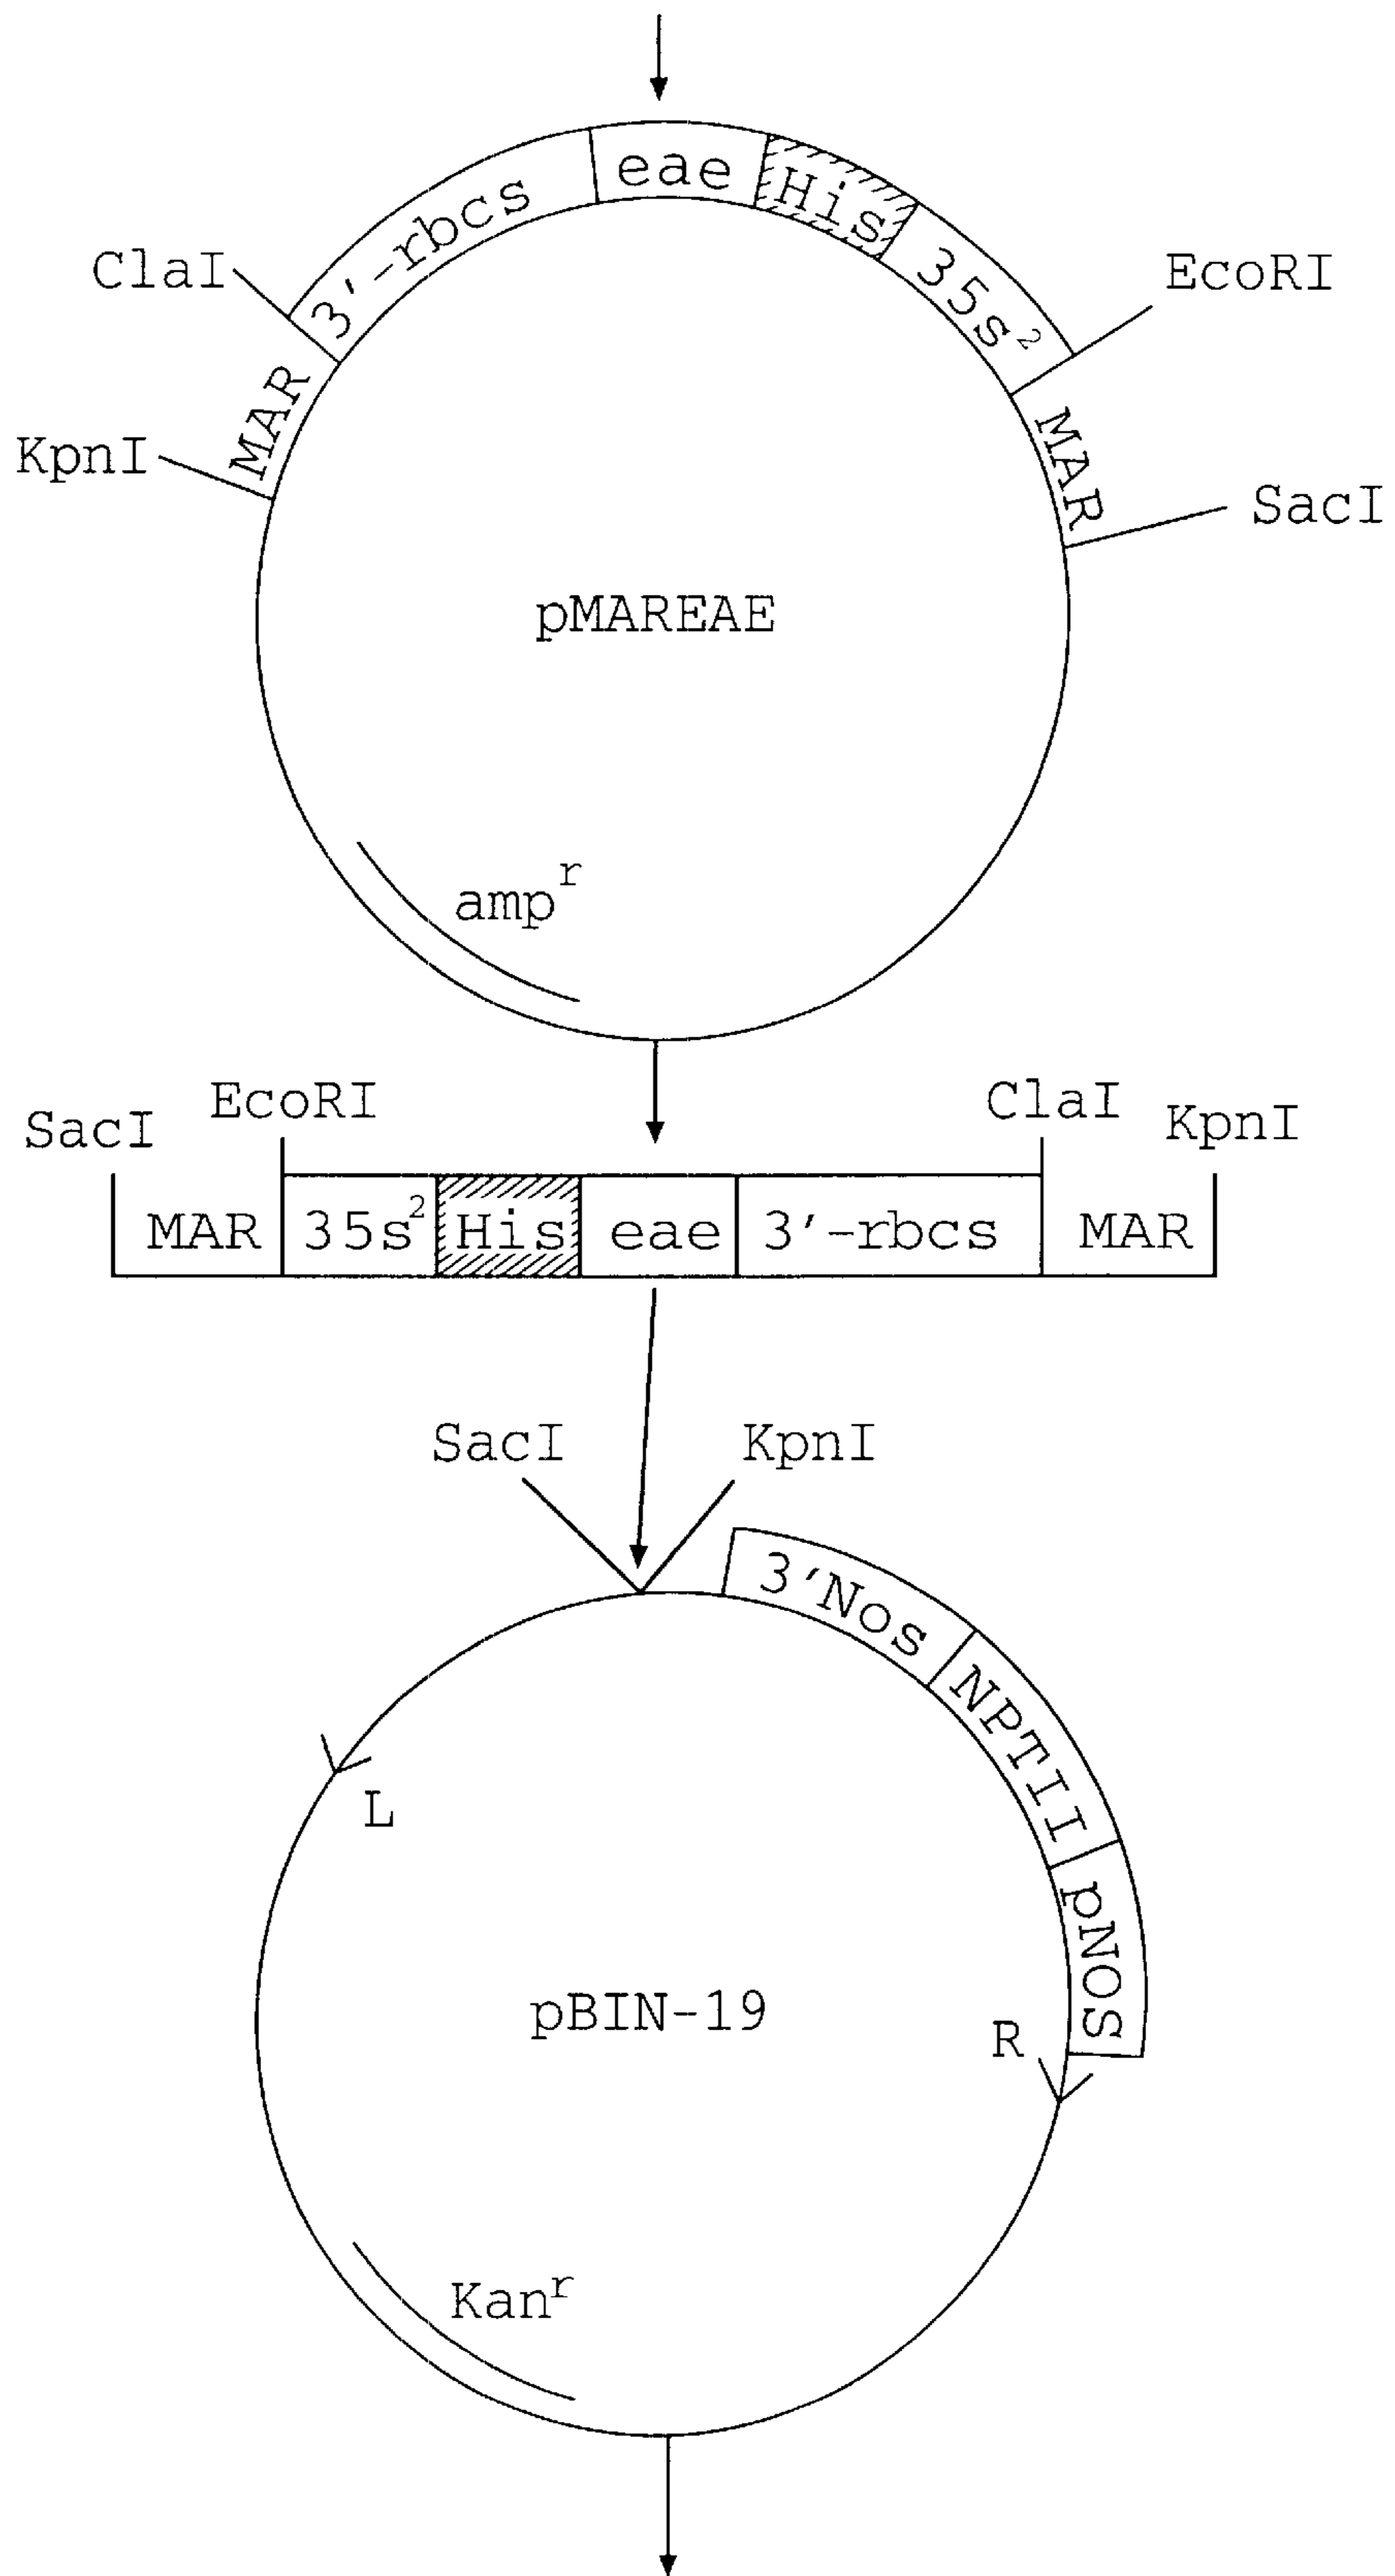 eae
His
3'-rbcs
35s²
ClaI
EcoRI
MAR
MAR
KpnI
SacI
pMAREAE
ampʳ
EcoRI
ClaI
SacI
KpnI
MAR 35s² His eae 3'-rbcs MAR
SacI
KpnI
3'Nos
NPTII
L
pNOS
pBIN-19
R
Kanʳ